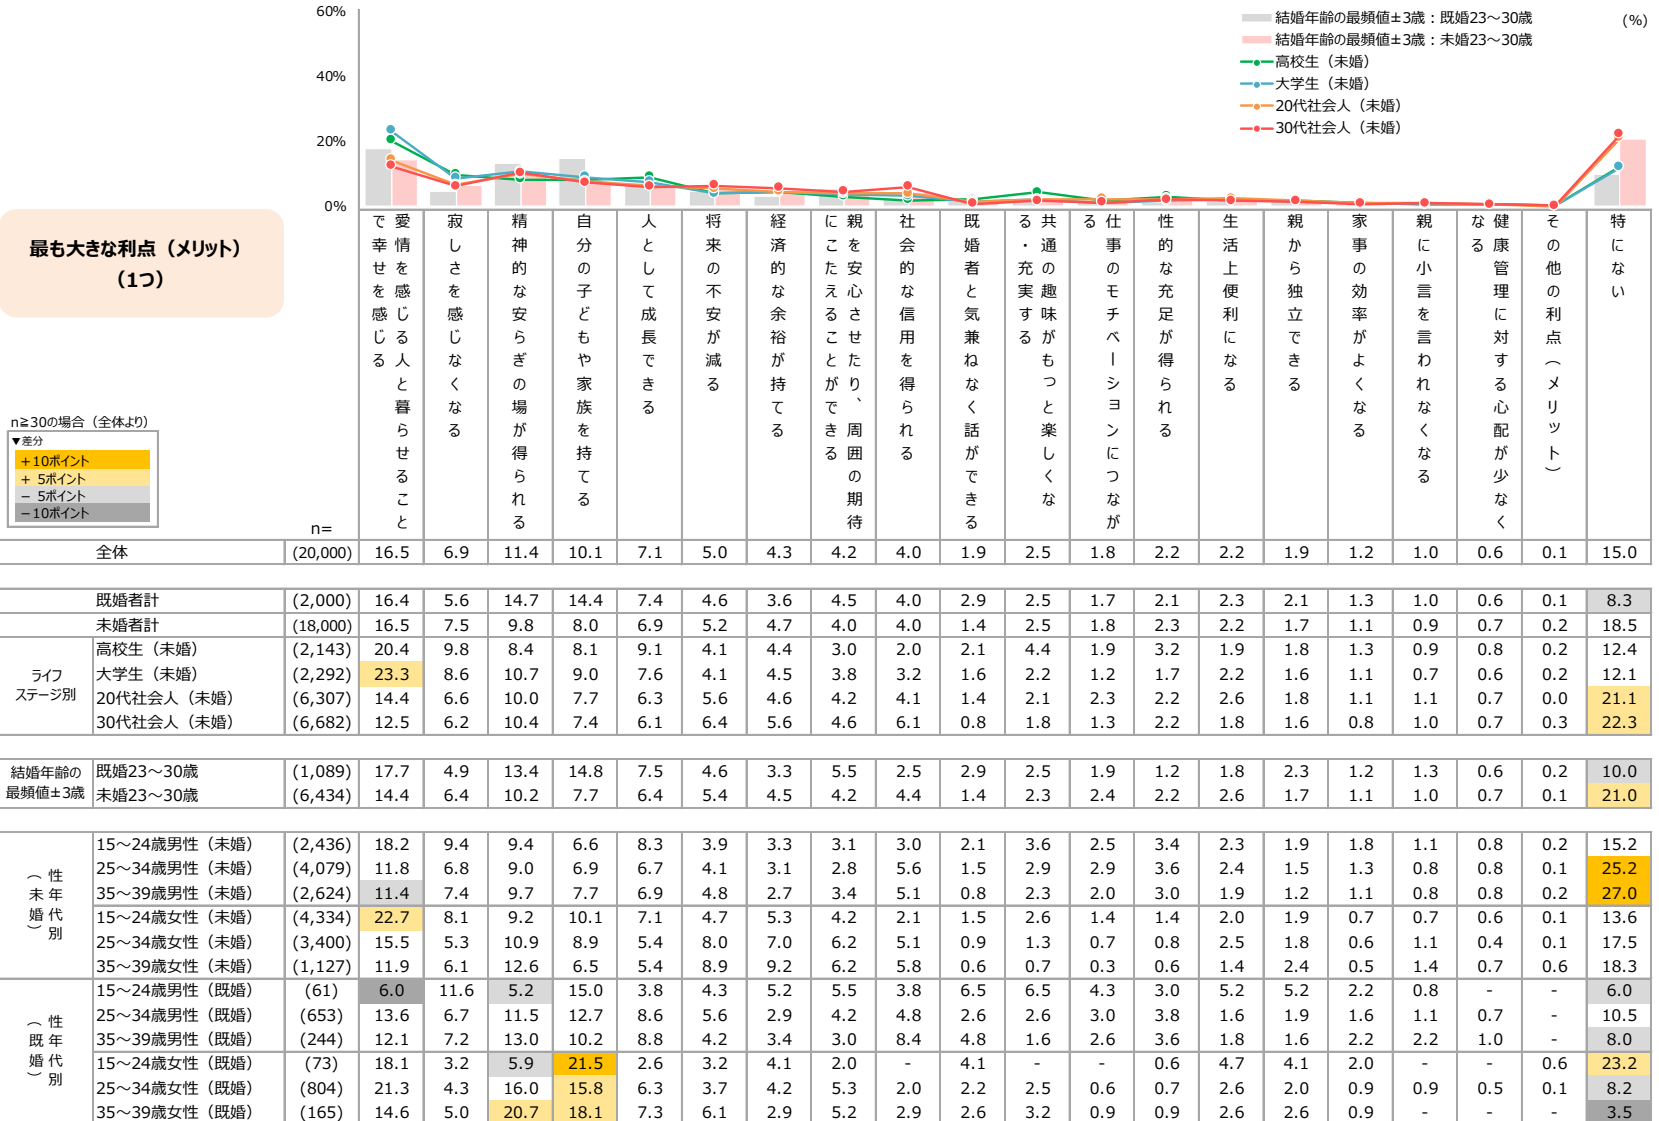 60%
40%
20%
0%
結婚年齢の最頻値±3歳：既婚23～30歳
結婚年齢の最頻値±3歳：未婚23～30歳
高校生（未婚）
大学生（未婚）
20代社会人（未婚）
30代社会人（未婚）
(%)
最も大きな利点（メリット）
（1つ）
愛情を感じる人と暮らせること
で幸せを感じる
寂しさを感じなくなる
精神的な安らぎの場が得られる
自分の子どもや家族を持てる
人として成長できる
将来の不安が減る
経済的な余裕が持てる
親を安心させたり、周囲の期待
にこたえることができる
社会的な信用を得られる
既婚者と気兼ねなく話ができる
共通の趣味がもっと楽しくな
る・充実する
仕事のモチベーションにつなが
る
性的な充足が得られる
生活上便利になる
親から独立できる
家事の効率がよくなる
親に小言を言われなくなる
健康管理に対する心配が少なく
なる
その他の利点（メリット）
特にない
n≧30の場合（全体より）
▼差分
+10ポイント
+ 5ポイント
− 5ポイント
−10ポイント
n=
全体 (20,000) 16.5 6.9 11.4 10.1 7.1 5.0 4.3 4.2 4.0 1.9 2.5 1.8 2.2 2.2 1.9 1.2 1.0 0.6 0.1 15.0
既婚者計 (2,000) 16.4 5.6 14.7 14.4 7.4 4.6 3.6 4.5 4.0 2.9 2.5 1.7 2.1 2.3 2.1 1.3 1.0 0.6 0.1 8.3
未婚者計 (18,000) 16.5 7.5 9.8 8.0 6.9 5.2 4.7 4.0 4.0 1.4 2.5 1.8 2.3 2.2 1.7 1.1 0.9 0.7 0.2 18.5
ライフ
ステージ別
高校生（未婚） (2,143) 20.4 9.8 8.4 8.1 9.1 4.1 4.4 3.0 2.0 2.1 4.4 1.9 3.2 1.9 1.8 1.3 0.9 0.8 0.2 12.4
大学生（未婚） (2,292) 23.3 8.6 10.7 9.0 7.6 4.1 4.5 3.8 3.2 1.6 2.2 1.2 1.7 2.2 1.6 1.1 0.7 0.6 0.2 12.1
20代社会人（未婚） (6,307) 14.4 6.6 10.0 7.7 6.3 5.6 4.6 4.2 4.1 1.4 2.1 2.3 2.2 2.6 1.8 1.1 1.1 0.7 0.0 21.1
30代社会人（未婚） (6,682) 12.5 6.2 10.4 7.4 6.1 6.4 5.6 4.6 6.1 0.8 1.8 1.3 2.2 1.8 1.6 0.8 1.0 0.7 0.3 22.3
結婚年齢の
最頻値±3歳
既婚23～30歳 (1,089) 17.7 4.9 13.4 14.8 7.5 4.6 3.3 5.5 2.5 2.9 2.5 1.9 1.2 1.8 2.3 1.2 1.3 0.6 0.2 10.0
未婚23～30歳 (6,434) 14.4 6.4 10.2 7.7 6.4 5.4 4.5 4.2 4.4 1.4 2.3 2.4 2.2 2.6 1.7 1.1 1.0 0.7 0.1 21.0
性年代別
（未婚）
15～24歳男性（未婚） (2,436) 18.2 9.4 9.4 6.6 8.3 3.9 3.3 3.1 3.0 2.1 3.6 2.5 3.4 2.3 1.9 1.8 1.1 0.8 0.2 15.2
25～34歳男性（未婚） (4,079) 11.8 6.8 9.0 6.9 6.7 4.1 3.1 2.8 5.6 1.5 2.9 2.9 3.6 2.4 1.5 1.3 0.8 0.8 0.1 25.2
35～39歳男性（未婚） (2,624) 11.4 7.4 9.7 7.7 6.9 4.8 2.7 3.4 5.1 0.8 2.3 2.0 3.0 1.9 1.2 1.1 0.8 0.8 0.2 27.0
15～24歳女性（未婚） (4,334) 22.7 8.1 9.2 10.1 7.1 4.7 5.3 4.2 2.1 1.5 2.6 1.4 1.4 2.0 1.9 0.7 0.7 0.6 0.1 13.6
25～34歳女性（未婚） (3,400) 15.5 5.3 10.9 8.9 5.4 8.0 7.0 6.2 5.1 0.9 1.3 0.7 0.8 2.5 1.8 0.6 1.1 0.4 0.1 17.5
35～39歳女性（未婚） (1,127) 11.9 6.1 12.6 6.5 5.4 8.9 9.2 6.2 5.8 0.6 0.7 0.3 0.6 1.4 2.4 0.5 1.4 0.7 0.6 18.3
性年代別
（既婚）
15～24歳男性（既婚） (61) 6.0 11.6 5.2 15.0 3.8 4.3 5.2 5.5 3.8 6.5 6.5 4.3 3.0 5.2 5.2 2.2 0.8 - - 6.0
25～34歳男性（既婚） (653) 13.6 6.7 11.5 12.7 8.6 5.6 2.9 4.2 4.8 2.6 2.6 3.0 3.8 1.6 1.9 1.6 1.1 0.7 - 10.5
35～39歳男性（既婚） (244) 12.1 7.2 13.0 10.2 8.8 4.2 3.4 3.0 8.4 4.8 1.6 2.6 3.6 1.8 1.6 2.2 2.2 1.0 - 8.0
15～24歳女性（既婚） (73) 18.1 3.2 5.9 21.5 2.6 3.2 4.1 2.0 - 4.1 - - 0.6 4.7 4.1 2.0 - - 0.6 23.2
25～34歳女性（既婚） (804) 21.3 4.3 16.0 15.8 6.3 3.7 4.2 5.3 2.0 2.2 2.5 0.6 0.7 2.6 2.0 0.9 0.9 0.5 0.1 8.2
35～39歳女性（既婚） (165) 14.6 5.0 20.7 18.1 7.3 6.1 2.9 5.2 2.9 2.6 3.2 0.9 0.9 2.6 2.6 0.9 - - - 3.5